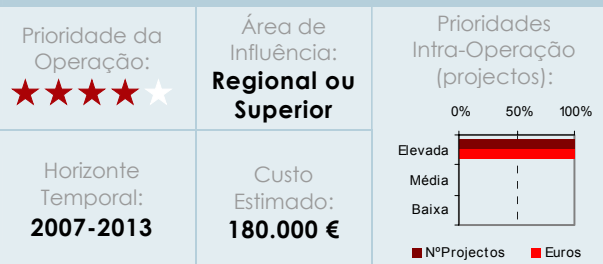 Prioridade da
Operação:
Área de
Influência:
Regional ou
Superior
Prioridades
Intra-Operação
(projectos):
0% 50% 100%
Elevada
Média
Baixa
NºProjectos Euros
Horizonte
Temporal:
2007-2013
Custo
Estimado:
180.000 €